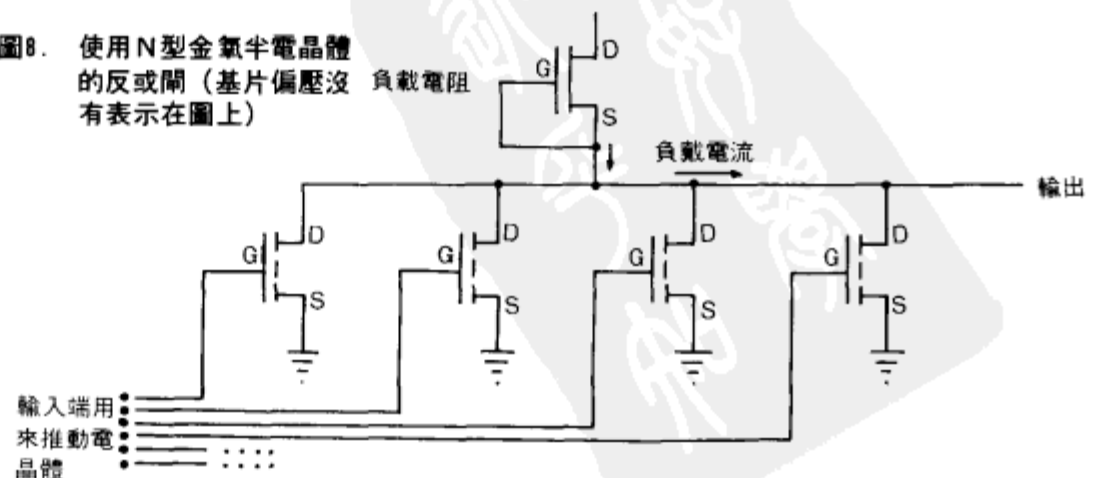 圖8. 使用N型金氧半電晶體
的反或閘（基片偏壓沒
有表示在圖上）
負載電阻
D
G
S
負戴電流
輸出
D
G
S
D
G
S
D
G
S
D
G
S
輸入端用
來推動電
晶體